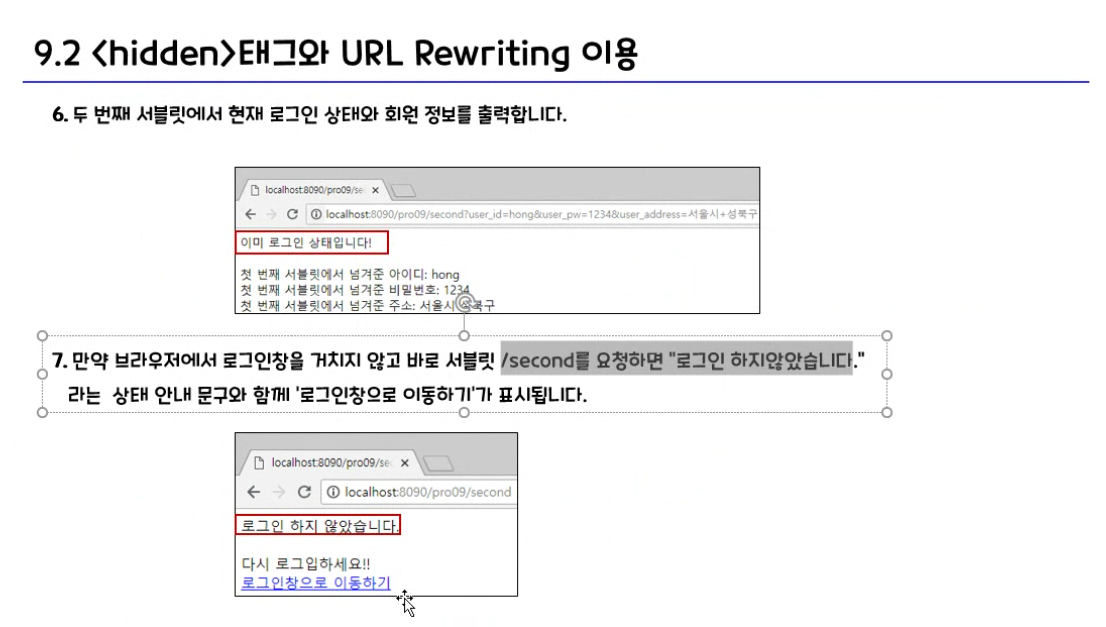 9.2 <hidden>태그와 URL Rewriting 이용
6. 두 번째 서블릿에서 현재 로그인 상태와 회원 정보를 출력합니다.
localhost:8090/pro09/se
localhost:8090/pro09/second?user_id=hong&user_pw=1234&user_address=서울시+성북구
이미 로그인 상태입니다!
첫 번째 서블릿에서 넘겨준 아이디: hong
첫 번째 서블릿에서 넘겨준 비밀번호: 1234
첫 번째 서블릿에서 넘겨준 주소: 서울시 성북구
7. 만약 브라우저에서 로그인창을 거치지 않고 바로 서블릿 /second를 요청하면 "로그인 하지않았습니다."
라는 상태 안내 문구와 함께 '로그인창으로 이동하기'가 표시됩니다.
localhost:8090/pro09/se
localhost:8090/pro09/second
로그인 하지 않았습니다.
다시 로그입하세요!!
로그인창으로 이동하기